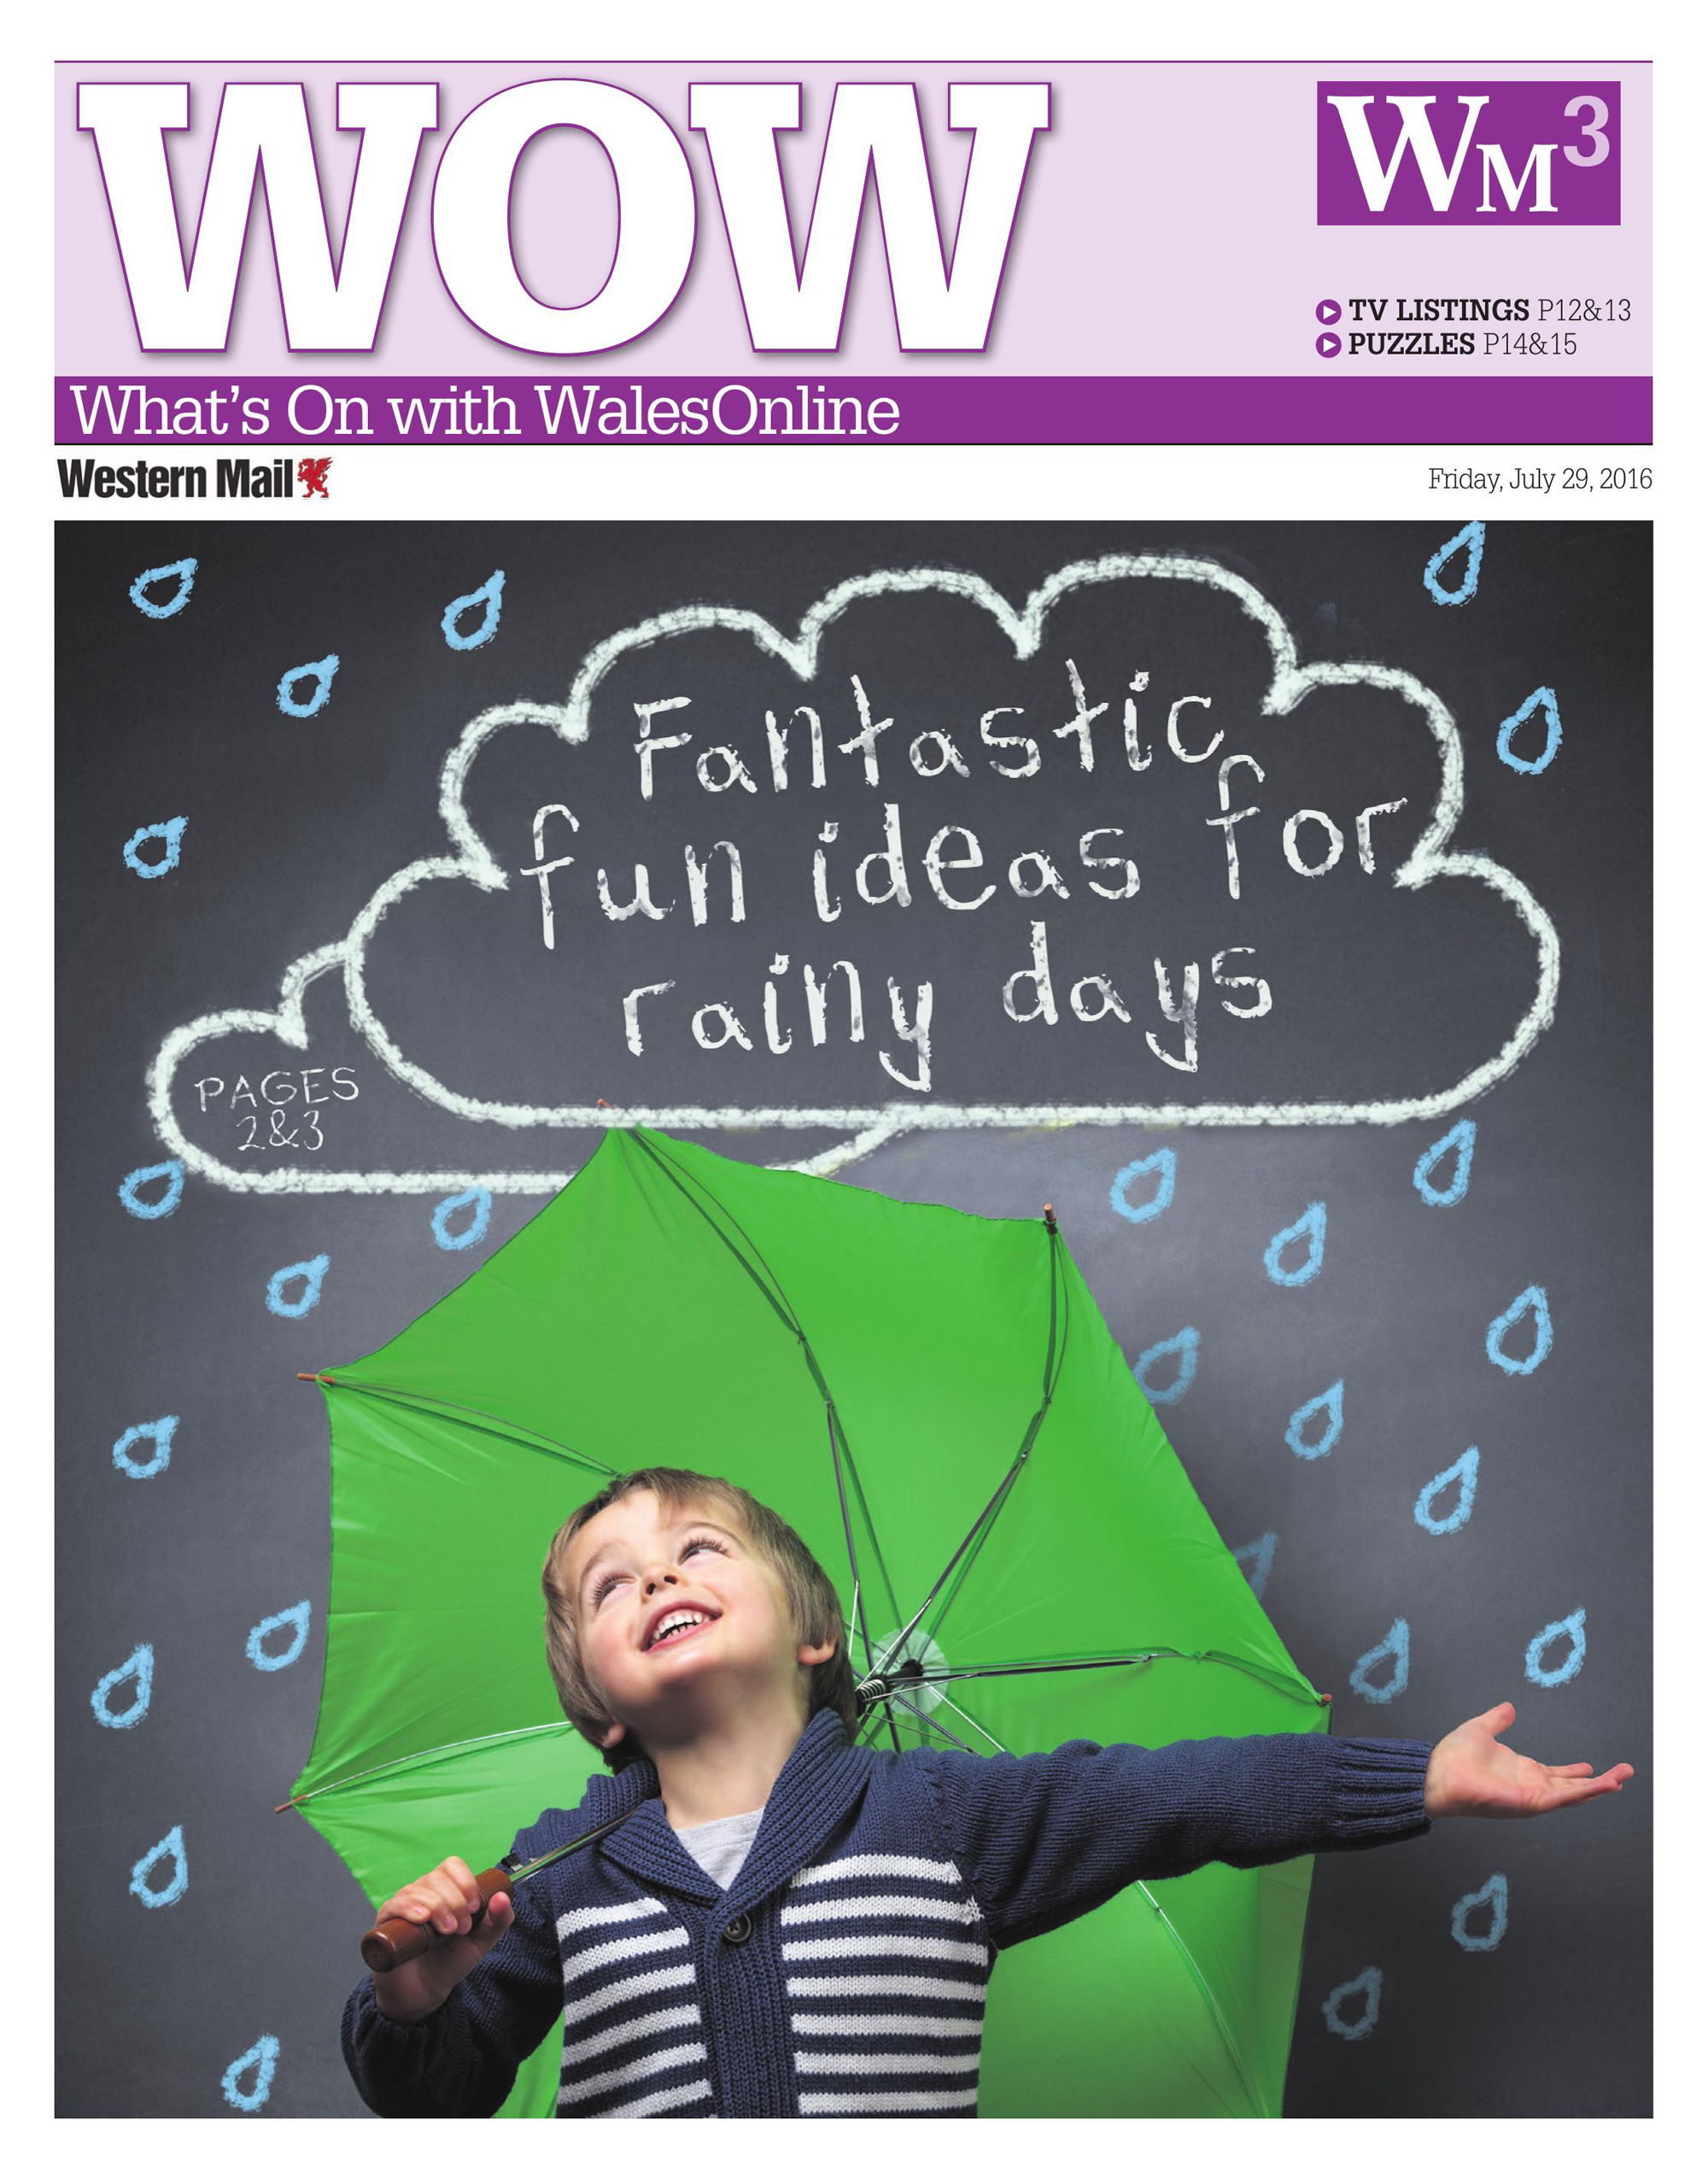 WOW
WM3
TV LISTINGS P12&13
PUZZLES P14&15
What's On with WalesOnline
Western Mail
Friday, July 29, 2016
Fantastic
fun ideas for
rainy days
PAGES
2&3